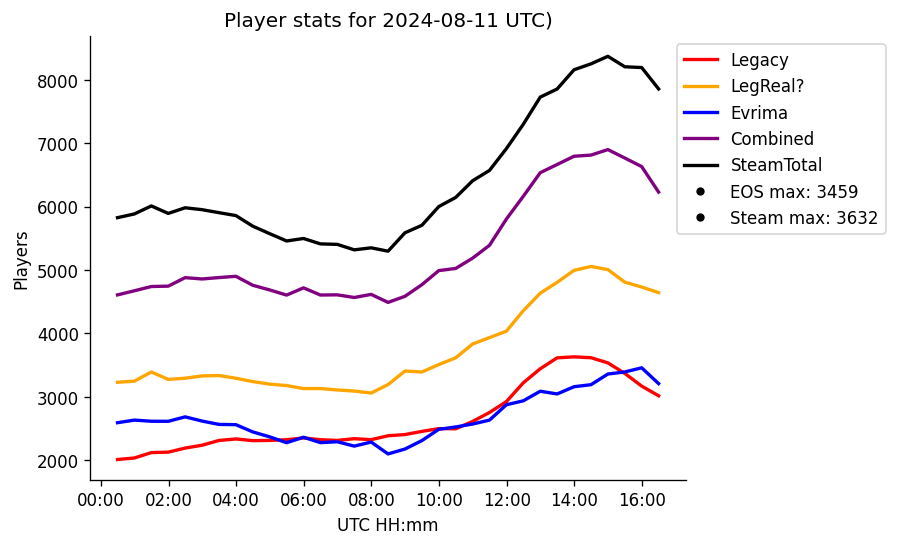 Player stats for 2024-08-11 UTC)
Legacy
LegReal?
Evrima
Combined
SteamTotal
EOS max: 3459
Steam max: 3632
8000
7000
6000
5000
4000
3000
2000
Players
00:00 02:00 04:00 06:00 08:00 10:00 12:00 14:00 16:00
UTC HH:mm